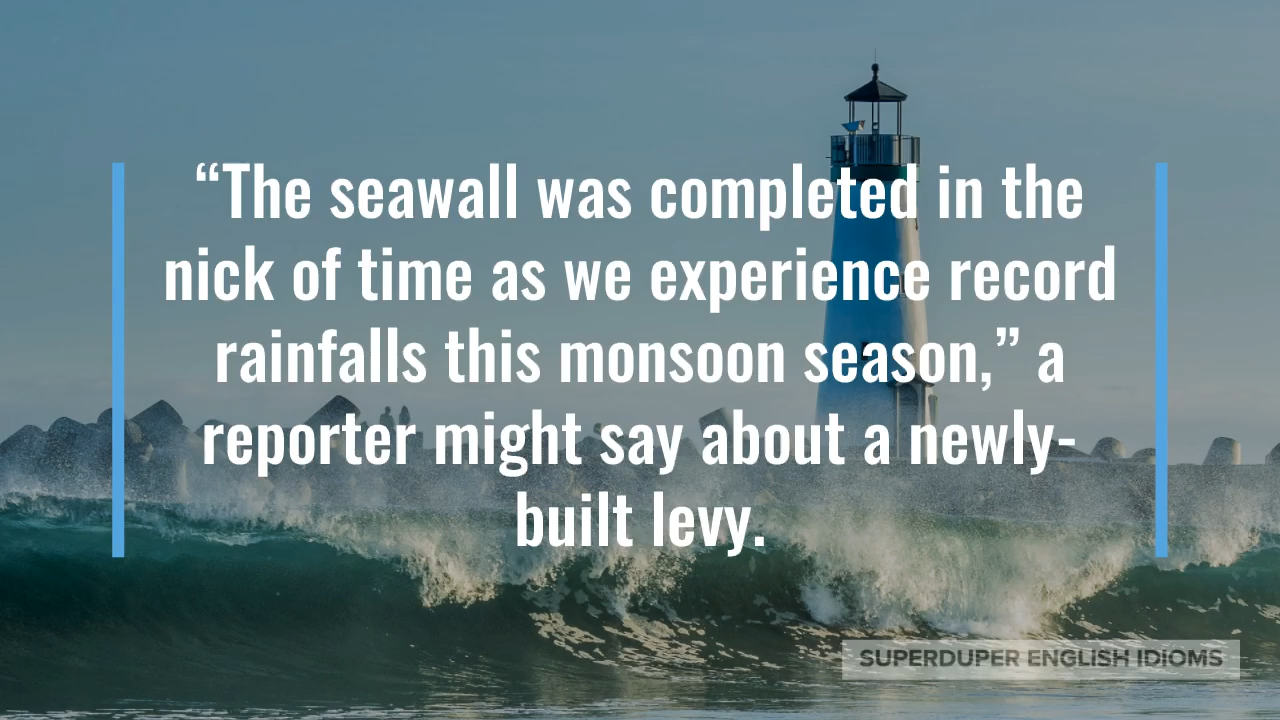 “The seawall was completed in the
nick of time as we experience record
rainfalls this monsoon season,” a
reporter might say about a newly-
built levy.
SUPERDUPER ENGLISH IDIOMS